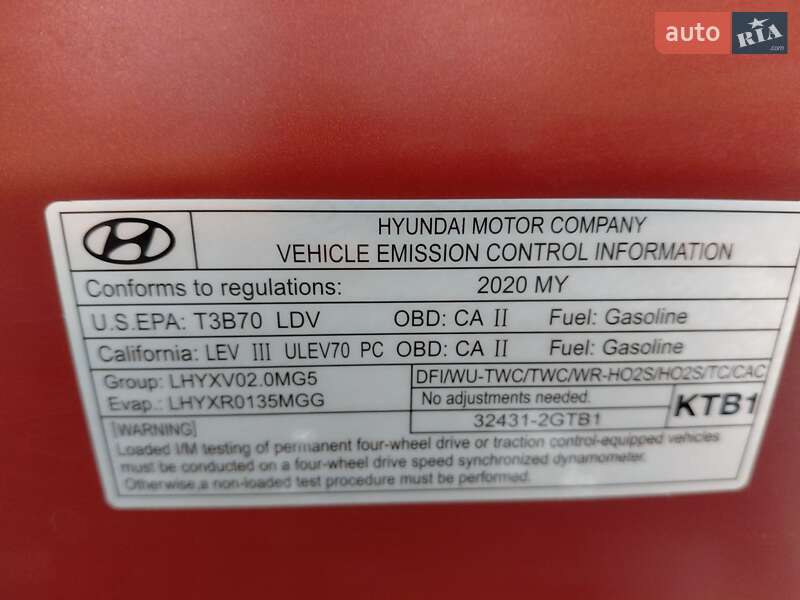 auto RIA.com
HYUNDAI MOTOR COMPANY
VEHICLE EMISSION CONTROL INFORMATION
Conforms to regulations: 2020 MY
U.S.EPA: T3B70 LDV OBD: CA II Fuel: Gasoline
California: LEV III ULEV70 PC OBD: CA II Fuel: Gasoline
Group: LHYXV02.0MG5 DFI/WU-TWC/TWC/WR-HO2S/HO2S/TC/CAC
Evap.: LHYXR0135MGG No adjustments needed. KTB1
32431-2GTB1
[WARNING]
Loaded I/M testing of permanent four-wheel drive or traction control-equipped vehicles
must be conducted on a four-wheel drive speed synchronized dynamometer.
Otherwise,a non-loaded test procedure must be performed.